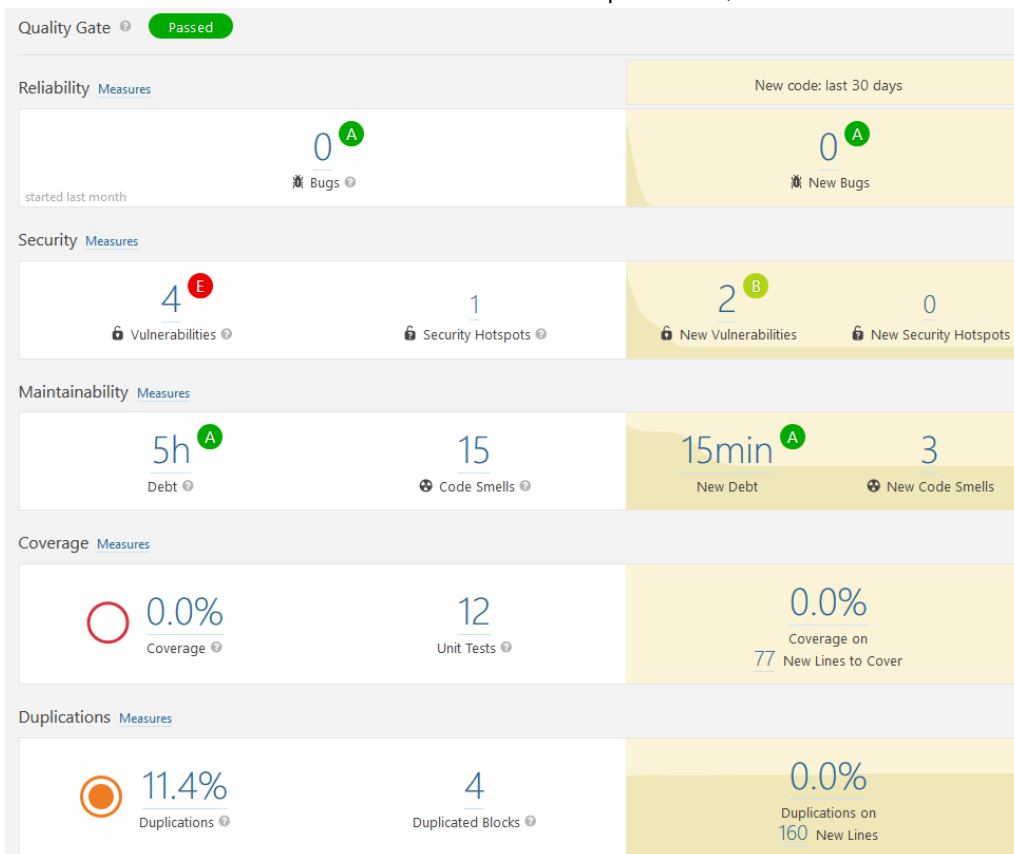 Quality Gate ? Passed
Reliability Measures
New code: last 30 days
0 A
Bugs ?
started last month
0 A
New Bugs
Security Measures
4 E
Vulnerabilities ?
1
Security Hotspots ?
2 B
New Vulnerabilities
0
New Security Hotspots
Maintainability Measures
5h A
Debt ?
15
Code Smells ?
15min A
New Debt
3
New Code Smells
Coverage Measures
0.0%
Coverage ?
12
Unit Tests ?
0.0%
Coverage on
77 New Lines to Cover
Duplications Measures
11.4%
Duplications ?
4
Duplicated Blocks ?
0.0%
Duplications on
160 New Lines